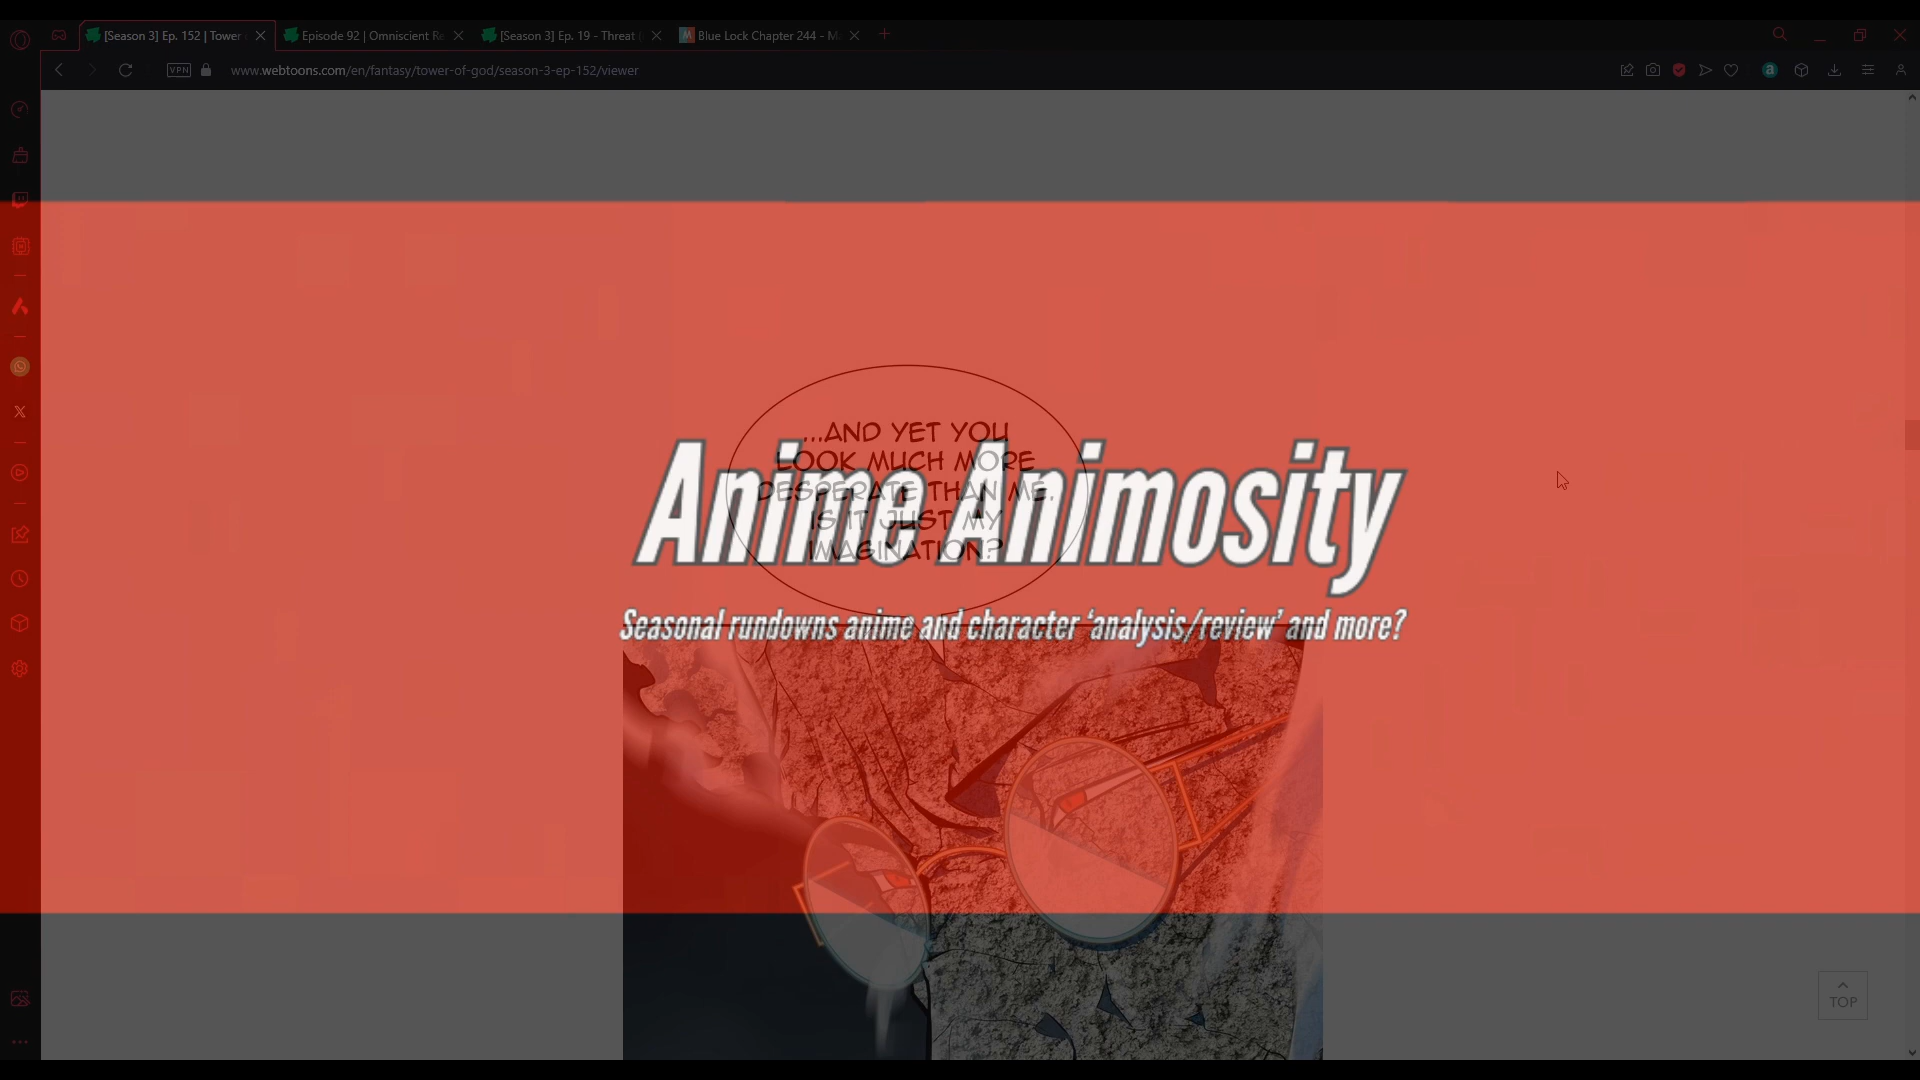 [Season 3] Ep. 152 | Tower
Episode 92 | Omniscient Re
[Season 3] Ep. 19 - Threat
Blue Lock Chapter 244 - M
VPN
www.webtoons.com/en/fantasy/tower-of-god/season-3-ep-152/viewer
...AND YET YOU
LOOK MUCH MORE
DESPERATE THAN ME.
IS IT JUST MY
IMAGINATION?
Anime Animosity
Seasonal rundowns anime and character ‘analysis/review’ and more?
TOP